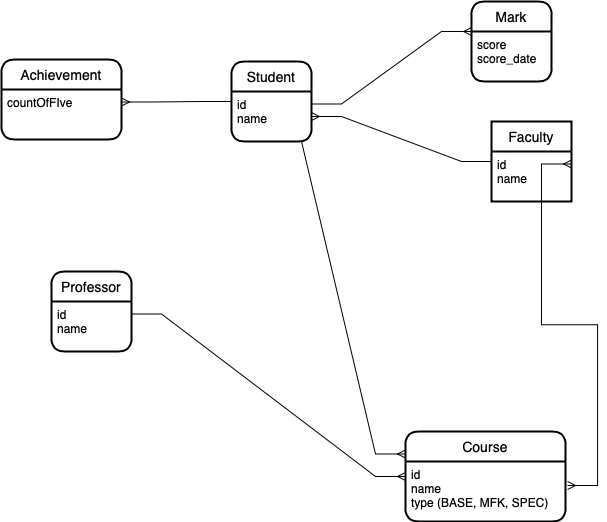 Mark
score
score_date
Achievement
countOfFIve
Student
id
name
Faculty
id
name
Professor
id
name
Course
id
name
type (BASE, MFK, SPEC)